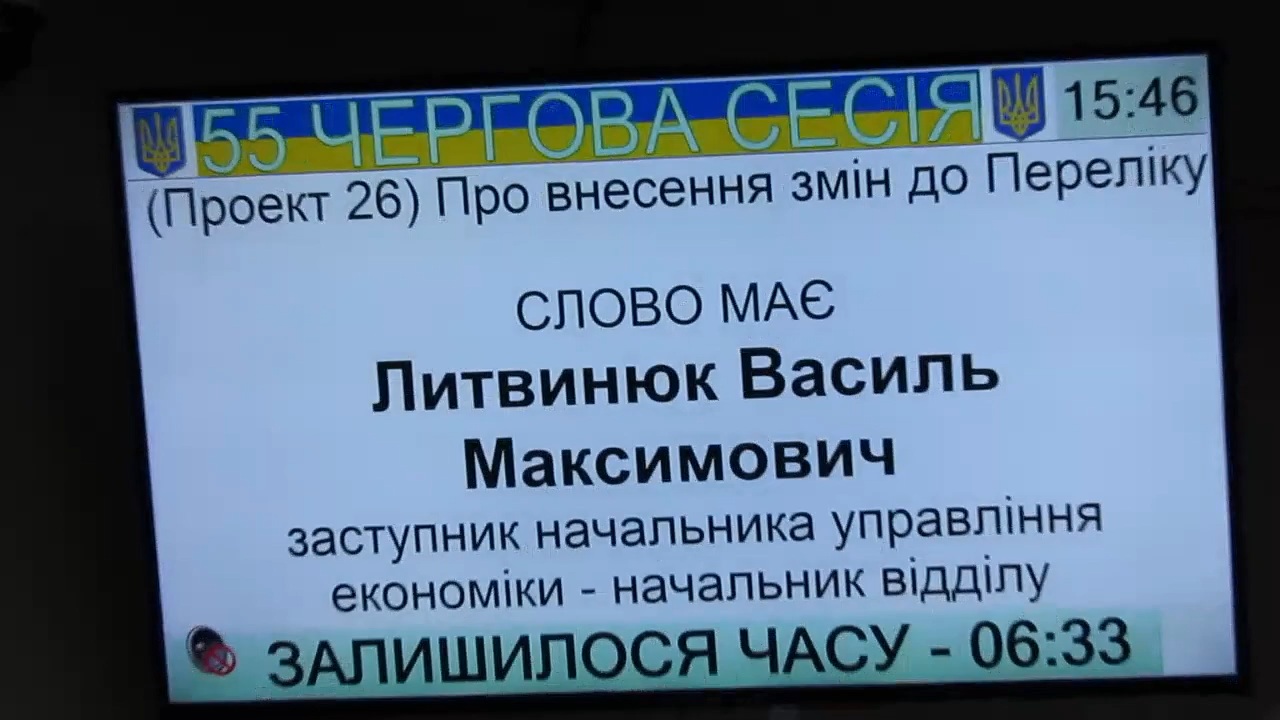 55 ЧЕРГОВА СЕСІЯ 15:46
(Проект 26) Про внесення змін до Переліку
СЛОВО МАЄ
Литвинюк Василь
Максимович
заступник начальника управління
економіки - начальник відділу
ЗАЛИШИЛОСЯ ЧАСУ - 06:33